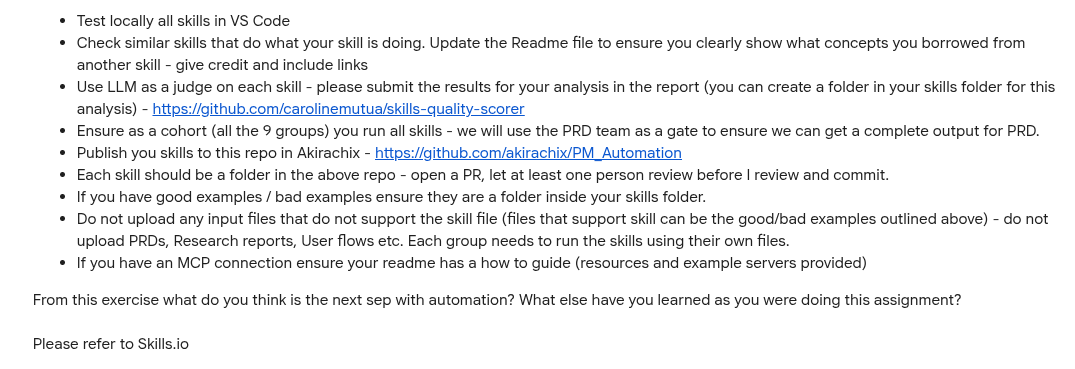 • Test locally all skills in VS Code
• Check similar skills that do what your skill is doing. Update the Readme file to ensure you clearly show what concepts you borrowed from
another skill - give credit and include links
• Use LLM as a judge on each skill - please submit the results for your analysis in the report (you can create a folder in your skills folder for this
analysis) - https://github.com/carolinemutua/skills-quality-scorer
• Ensure as a cohort (all the 9 groups) you run all skills - we will use the PRD team as a gate to ensure we can get a complete output for PRD.
• Publish you skills to this repo in Akirachix - https://github.com/akirachix/PM_Automation
• Each skill should be a folder in the above repo - open a PR, let at least one person review before I review and commit.
• If you have good examples / bad examples ensure they are a folder inside your skills folder.
• Do not upload any input files that do not support the skill file (files that support skill can be the good/bad examples outlined above) - do not
upload PRDs, Research reports, User flows etc. Each group needs to run the skills using their own files.
• If you have an MCP connection ensure your readme has a how to guide (resources and example servers provided)
From this exercise what do you think is the next sep with automation? What else have you learned as you were doing this assignment?
Please refer to Skills.io